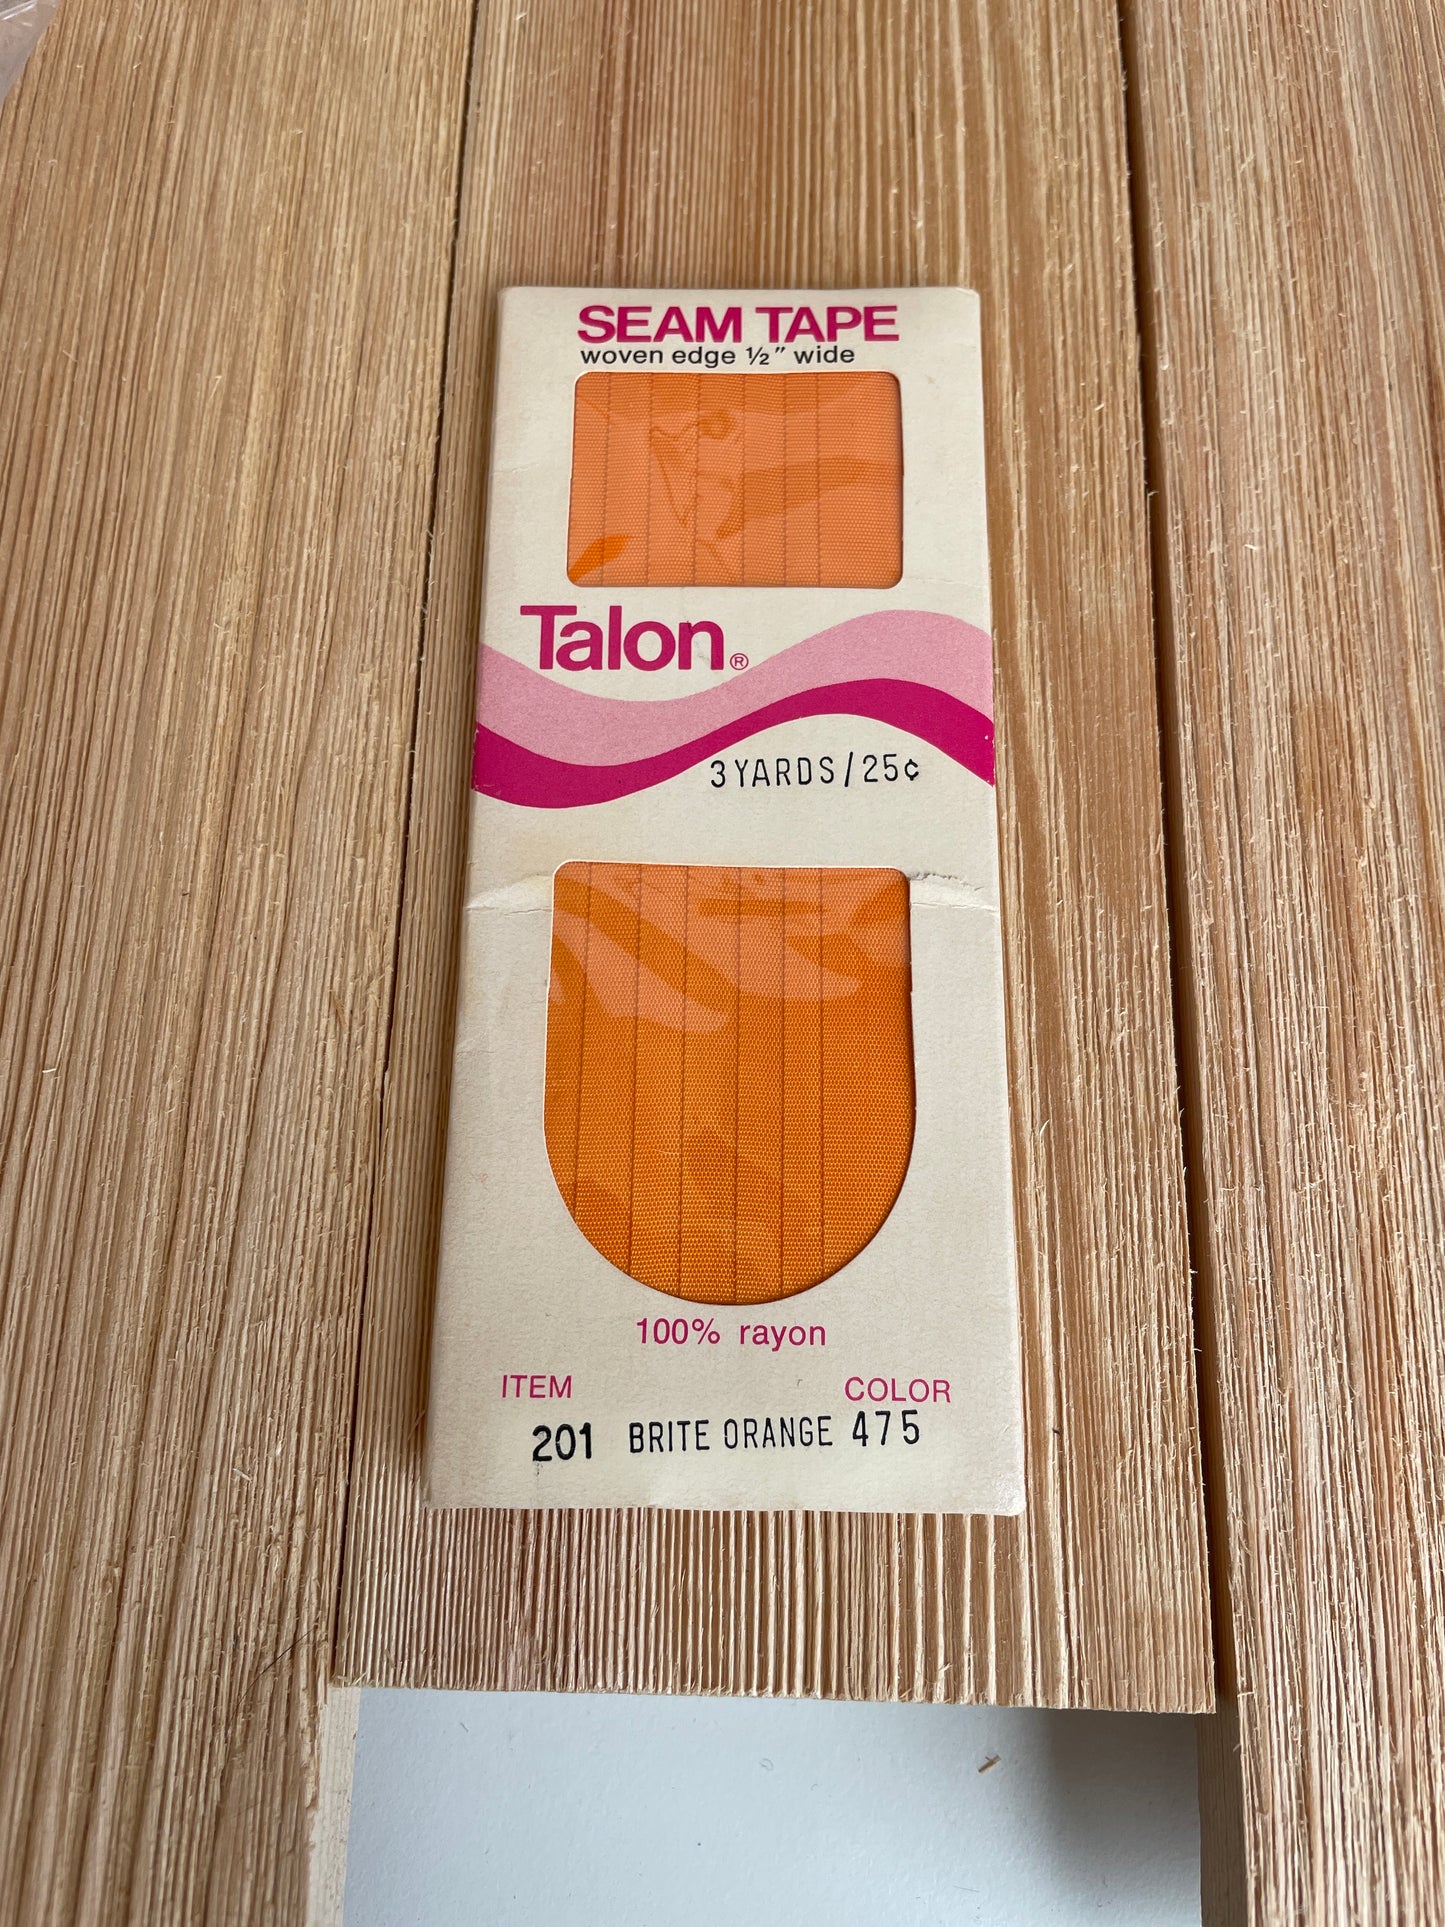 SEAM TAPE
woven edge ½" wide
Talon®
3 YARDS/25¢
100% rayon
ITEM COLOR
201 BRITE ORANGE 475